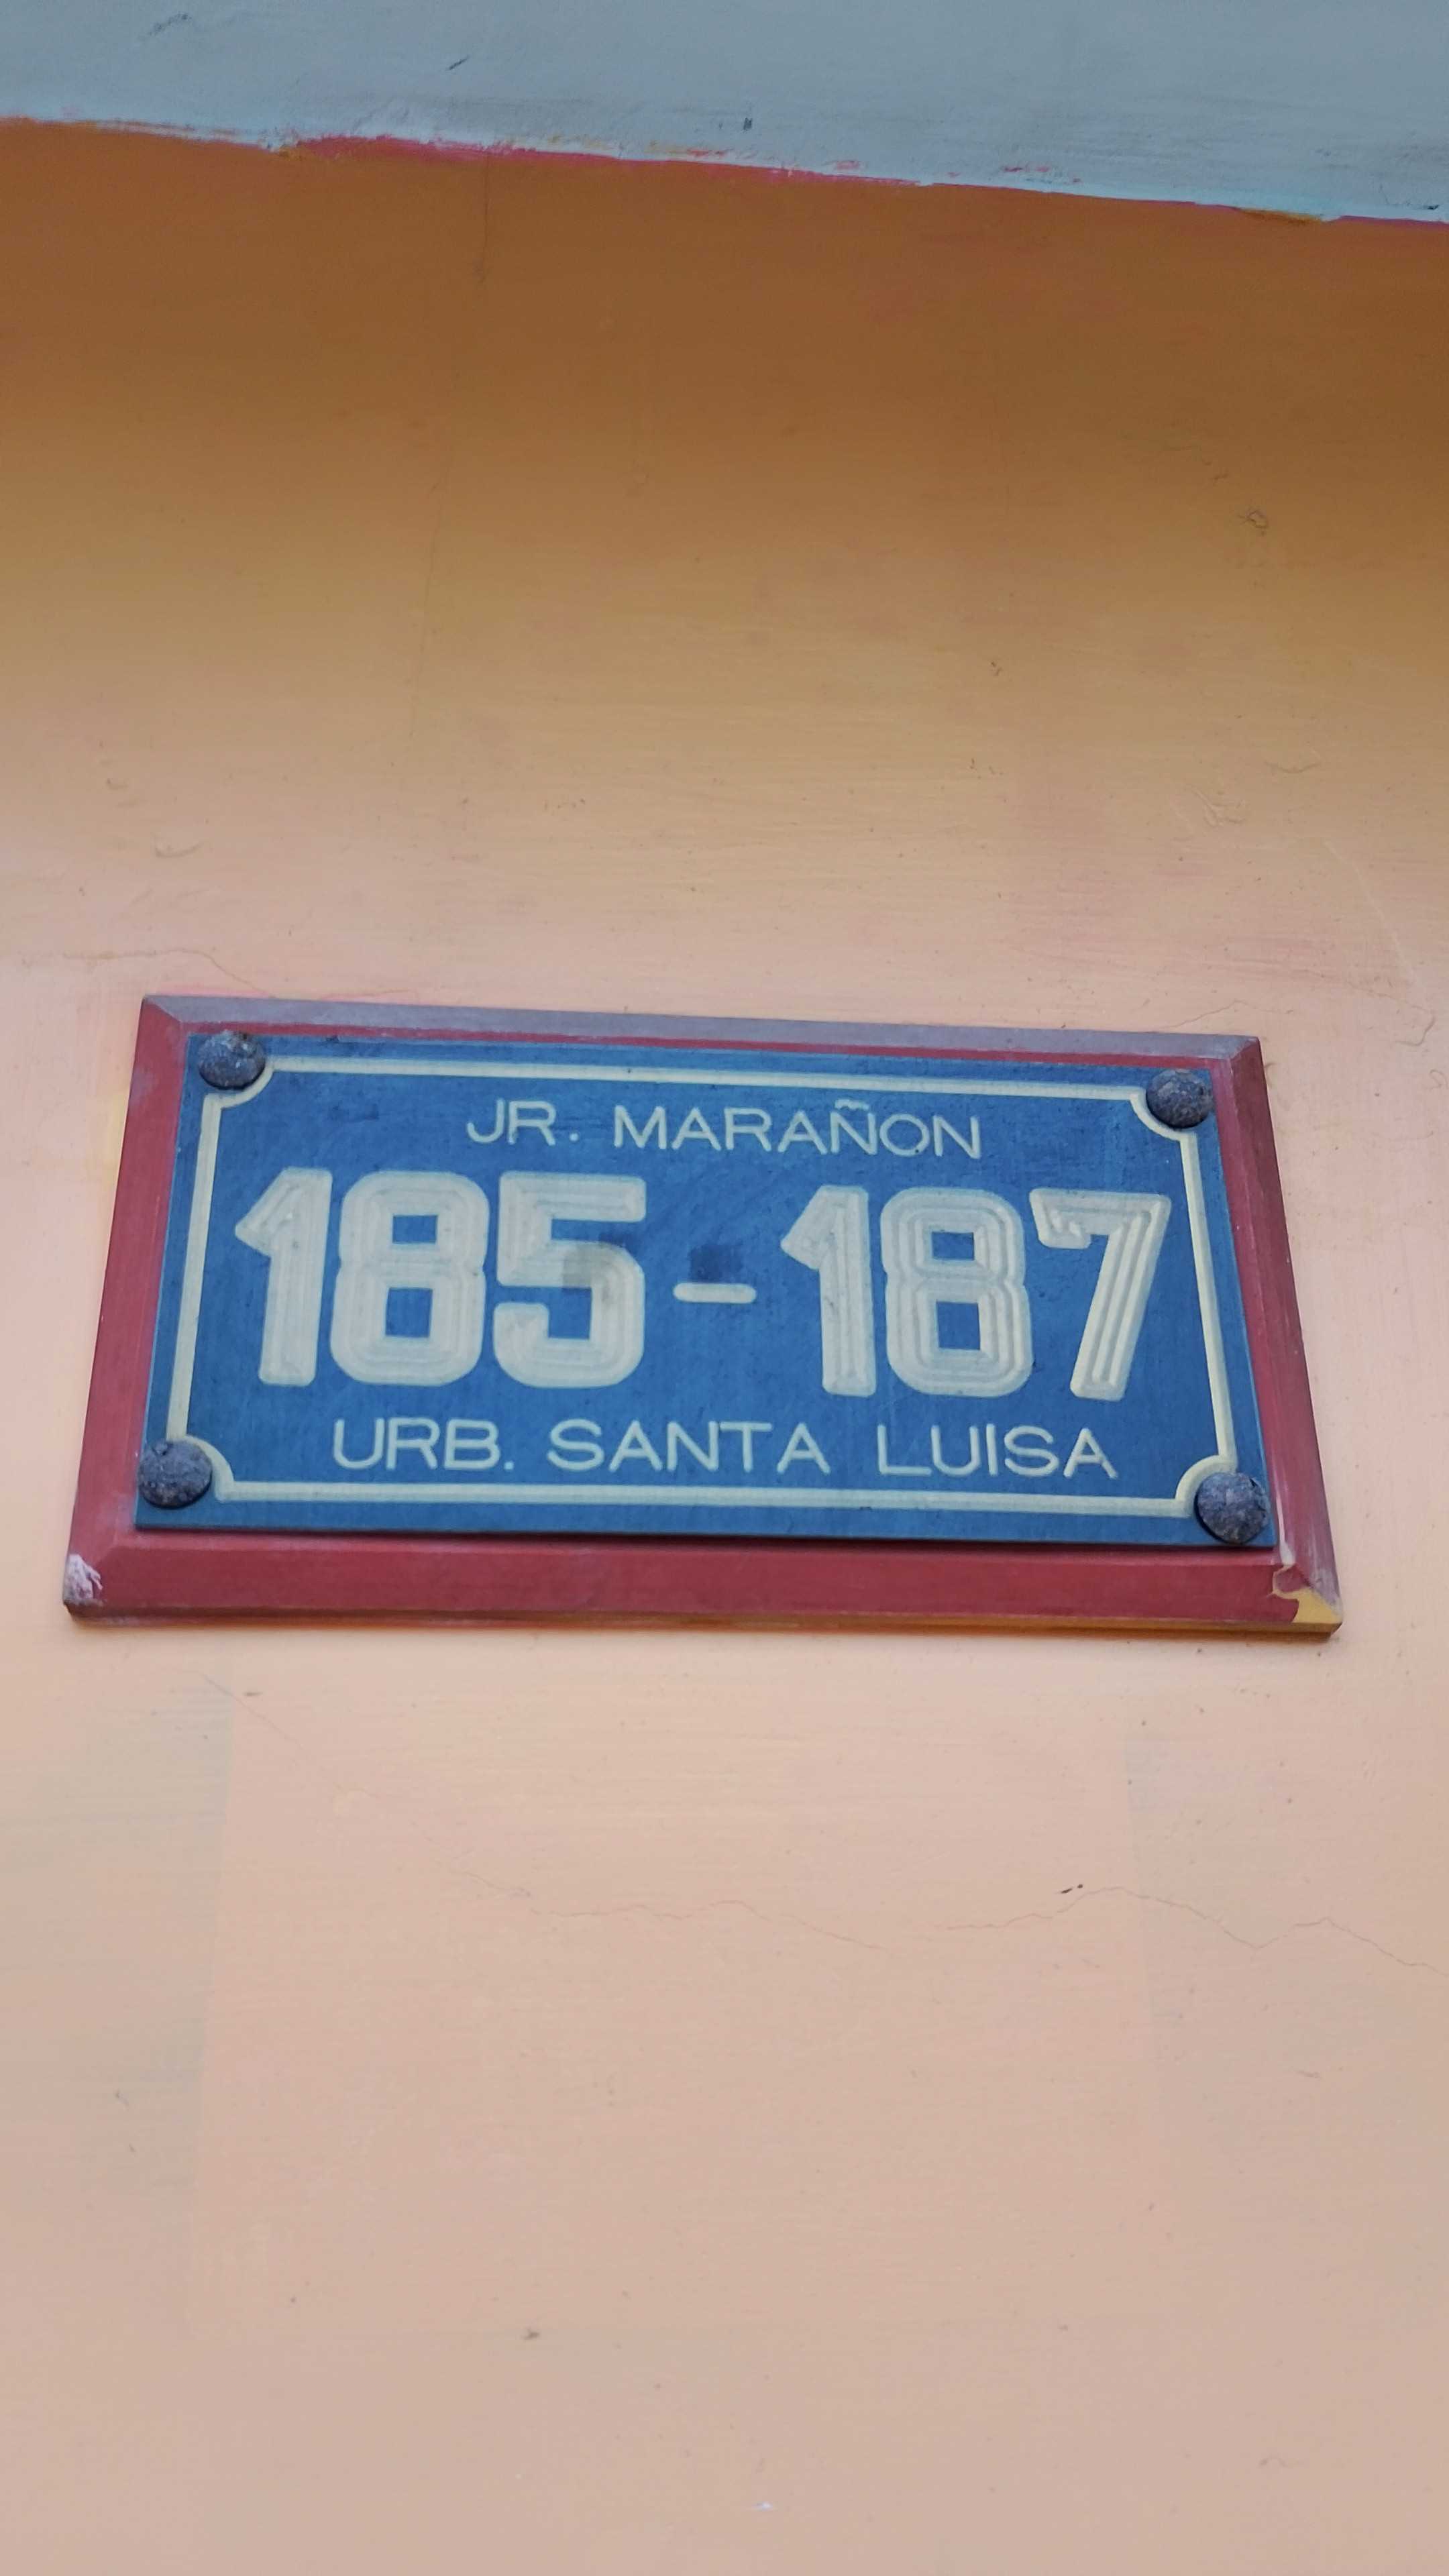 JR. MARAÑON
185-187
URB. SANTA LUISA